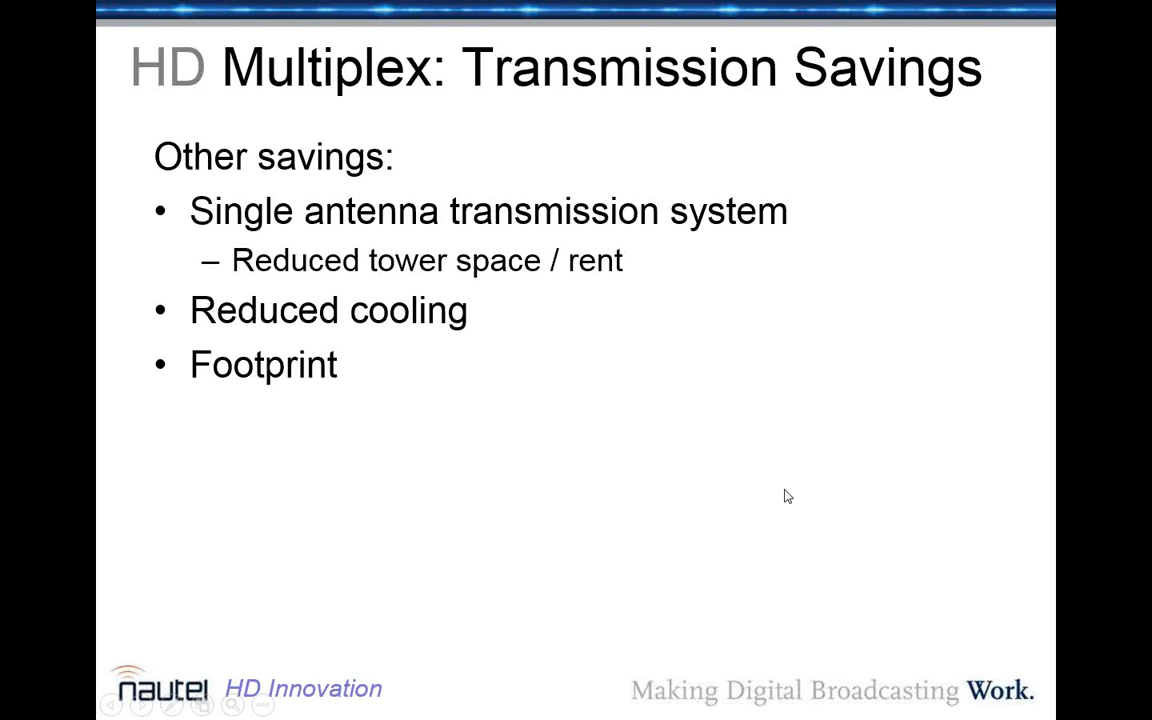 HD Multiplex: Transmission Savings
Other savings:
• Single antenna transmission system
– Reduced tower space / rent
• Reduced cooling
• Footprint
nautel HD Innovation
Making Digital Broadcasting Work.